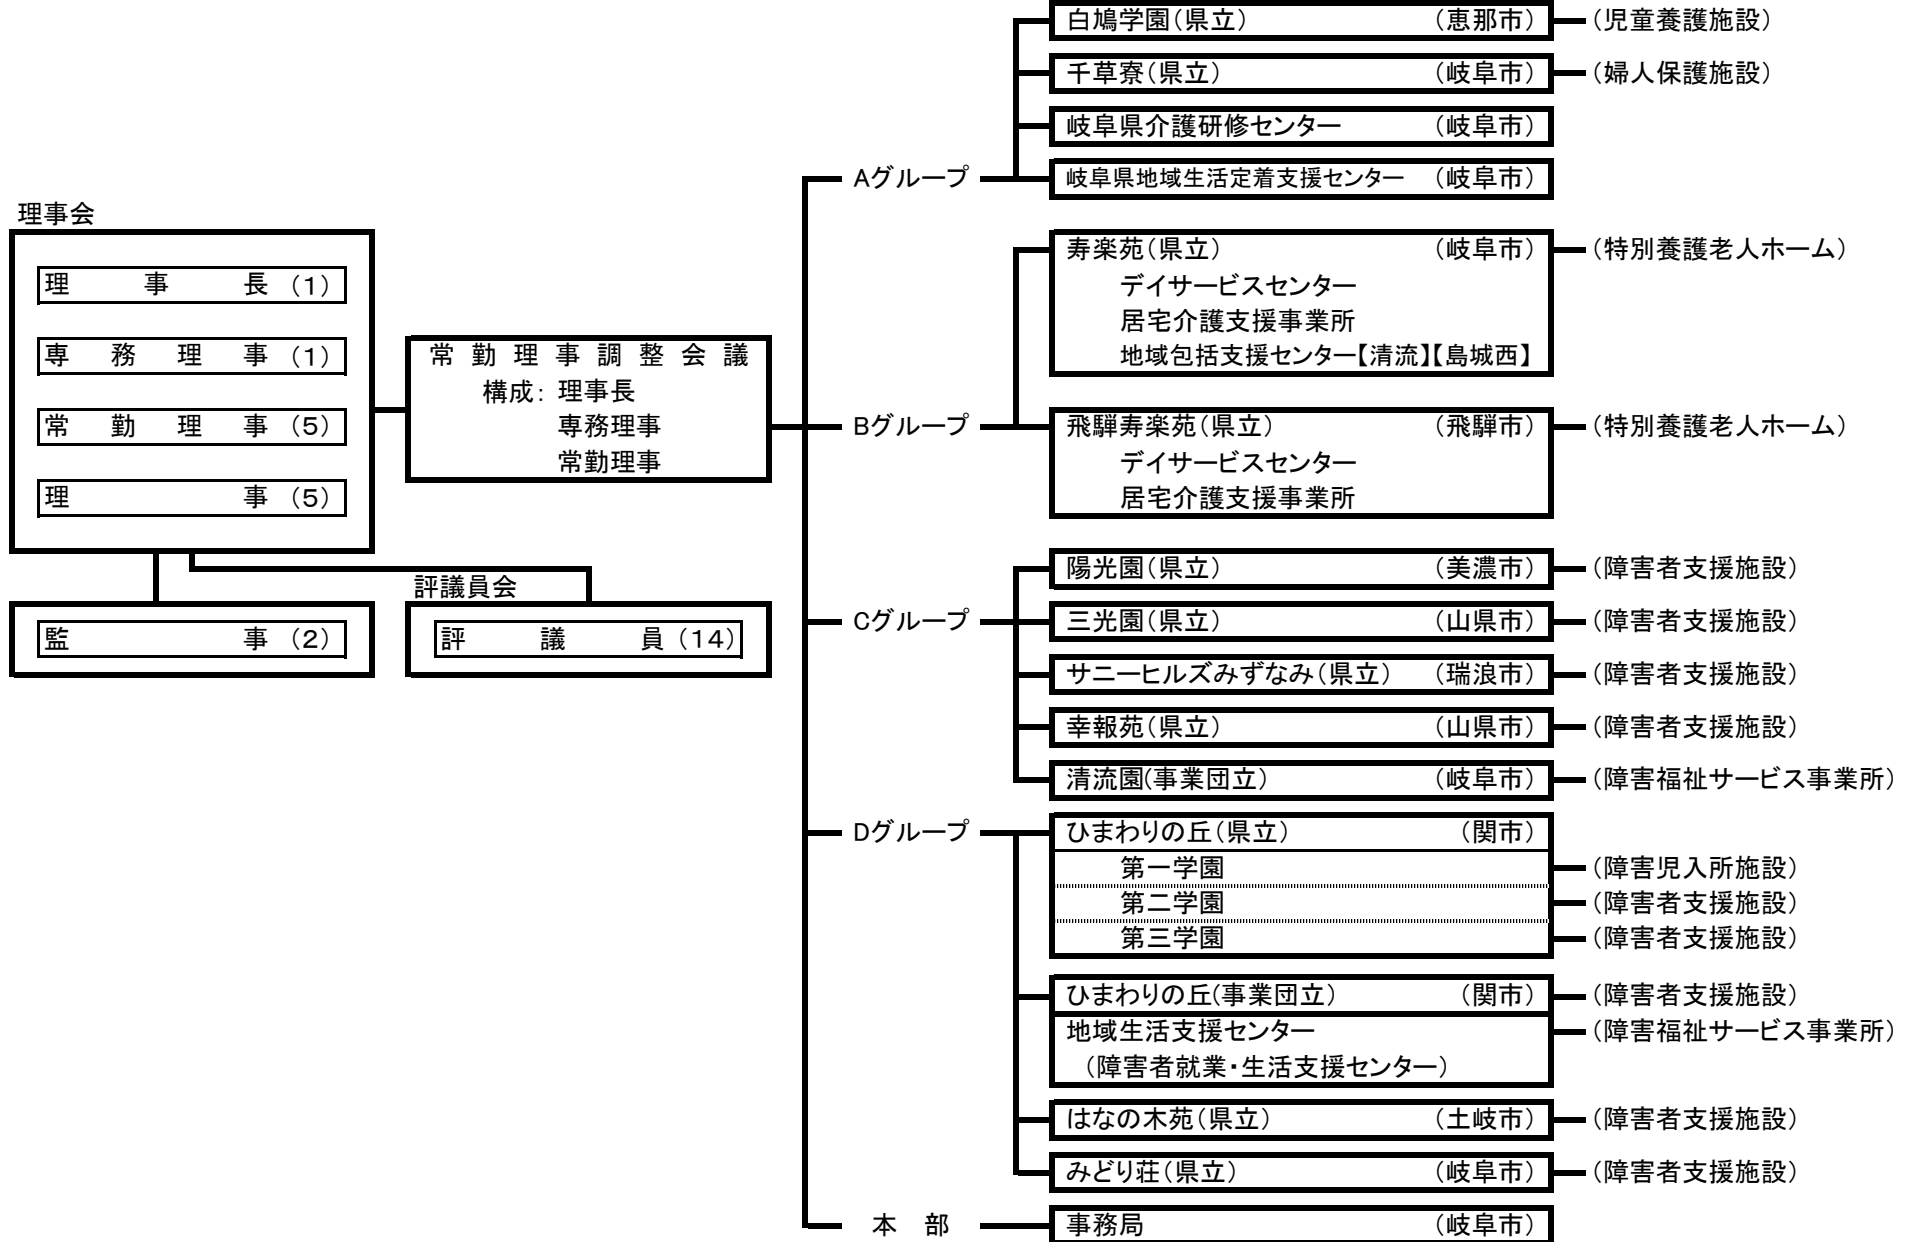 理事会
理事長（1）
専務理事（1）
常勤理事（5）
理事（5）
監事（2）
評議員会
評議員（14）
常勤理事調整会議
構成：理事長
専務理事
常勤理事
Aグループ
白鳩学園（県立）（恵那市）（児童養護施設）
千草寮（県立）（岐阜市）（婦人保護施設）
岐阜県介護研修センター（岐阜市）
岐阜県地域生活定着支援センター（岐阜市）
Bグループ
寿楽苑（県立）（岐阜市）（特別養護老人ホーム）
デイサービスセンター
居宅介護支援事業所
地域包括支援センター【清流】【島城西】
飛騨寿楽苑（県立）（飛騨市）（特別養護老人ホーム）
デイサービスセンター
居宅介護支援事業所
Cグループ
陽光園（県立）（美濃市）（障害者支援施設）
三光園（県立）（山県市）（障害者支援施設）
サニーヒルズみずなみ（県立）（瑞浪市）（障害者支援施設）
幸報苑（県立）（山県市）（障害者支援施設）
清流園(事業団立）（岐阜市）（障害福祉サービス事業所）
Dグループ
ひまわりの丘（県立）（関市）
第一学園（障害児入所施設）
第二学園（障害者支援施設）
第三学園（障害者支援施設）
ひまわりの丘(事業団立）（関市）（障害者支援施設）
地域生活支援センター（障害福祉サービス事業所）
（障害者就業・生活支援センター）
はなの木苑（県立）（土岐市）（障害者支援施設）
みどり荘（県立）（岐阜市）（障害者支援施設）
本部
事務局（岐阜市）